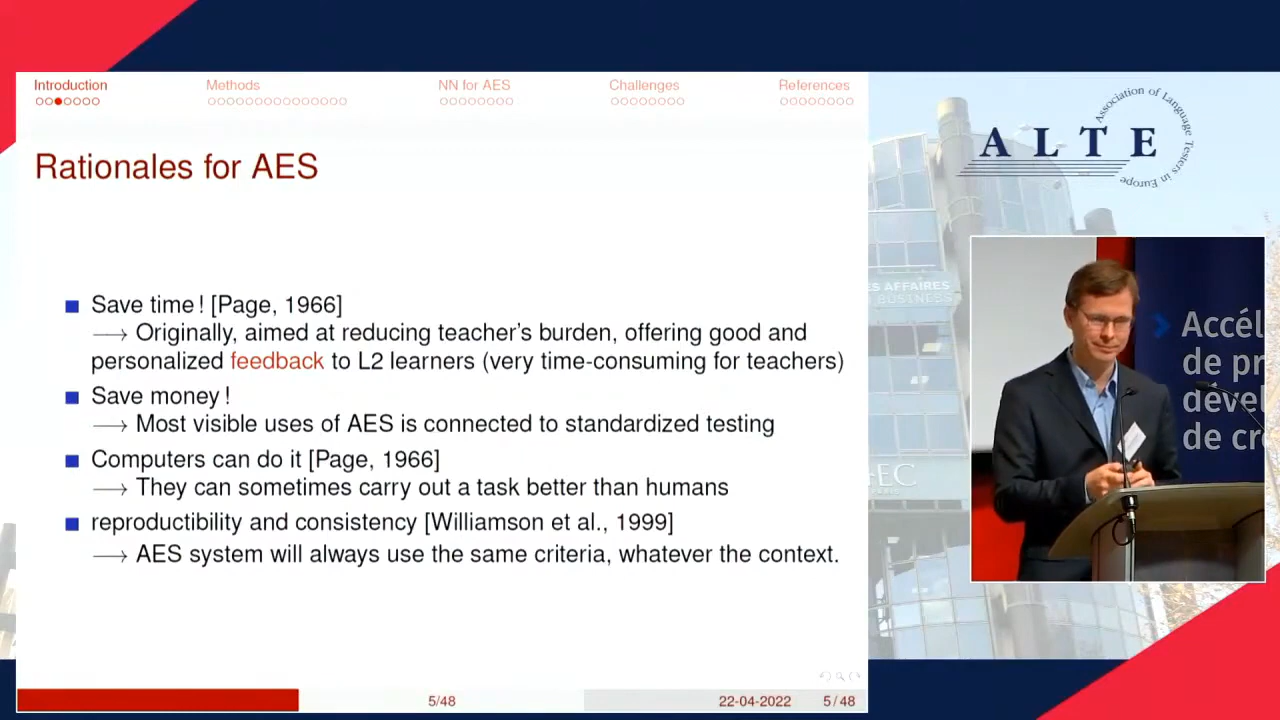 Introduction
Methods
NN for AES
Challenges
References
Rationales for AES
Save time ! [Page, 1966]
⟶ Originally, aimed at reducing teacher's burden, offering good and
personalized feedback to L2 learners (very time-consuming for teachers)
Save money !
⟶ Most visible uses of AES is connected to standardized testing
Computers can do it [Page, 1966]
⟶ They can sometimes carry out a task better than humans
reproductibility and consistency [Williamson et al., 1999]
⟶ AES system will always use the same criteria, whatever the context.
5/48
22-04-2022
5 / 48
ALTE
Association of Language Testers in Europe
ES AFFAIRES
BUSINESS
EC
Accél
de pr
dével
de cr